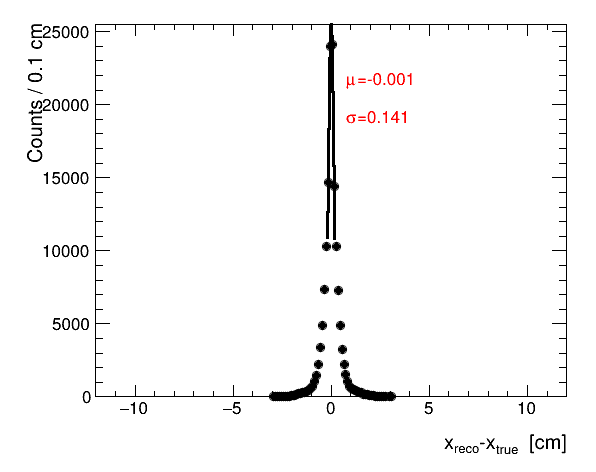 Counts / 0.1 cm
25000
20000
15000
10000
5000
0
μ=-0.001
σ=0.141
−10 −5 0 5 10
x_reco-x_true [cm]